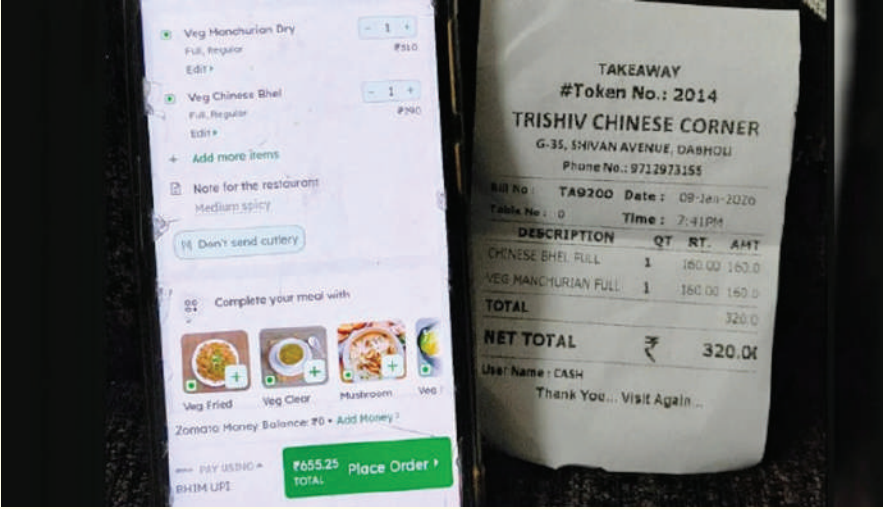 Veg Manchurian Dry
- 1 +
Full, Regular
₹310
Edit
Veg Chinese Bhel
- 1 +
Full, Regular
₹290
Edit
+ Add more items
Note for the restaurant
Medium spicy
Don't send cutlery
Complete your meal with
Veg Fried
Veg Clear
Mushroom
Veg
Zomato Money Balance: ₹0 • Add Money
PAY USING
BHIM UPI
₹655.25
TOTAL
Place Order
TAKEAWAY
#Token No.: 2014
TRISHIV CHINESE CORNER
G-35, SHIVAN AVENUE, DABHOLI
Phone No.: 9712973155
Bill No : TA9200 Date : 09-Jan-2026
Table No : 0 Time : 7:41PM
DESCRIPTION QT RT. AMT
CHINESE BHEL FULL 1 160.00 160.0
VEG MANCHURIAN FULL 1 160.00 160.0
TOTAL 320.0
NET TOTAL ₹ 320.0
User Name : CASH
Thank You... Visit Again...